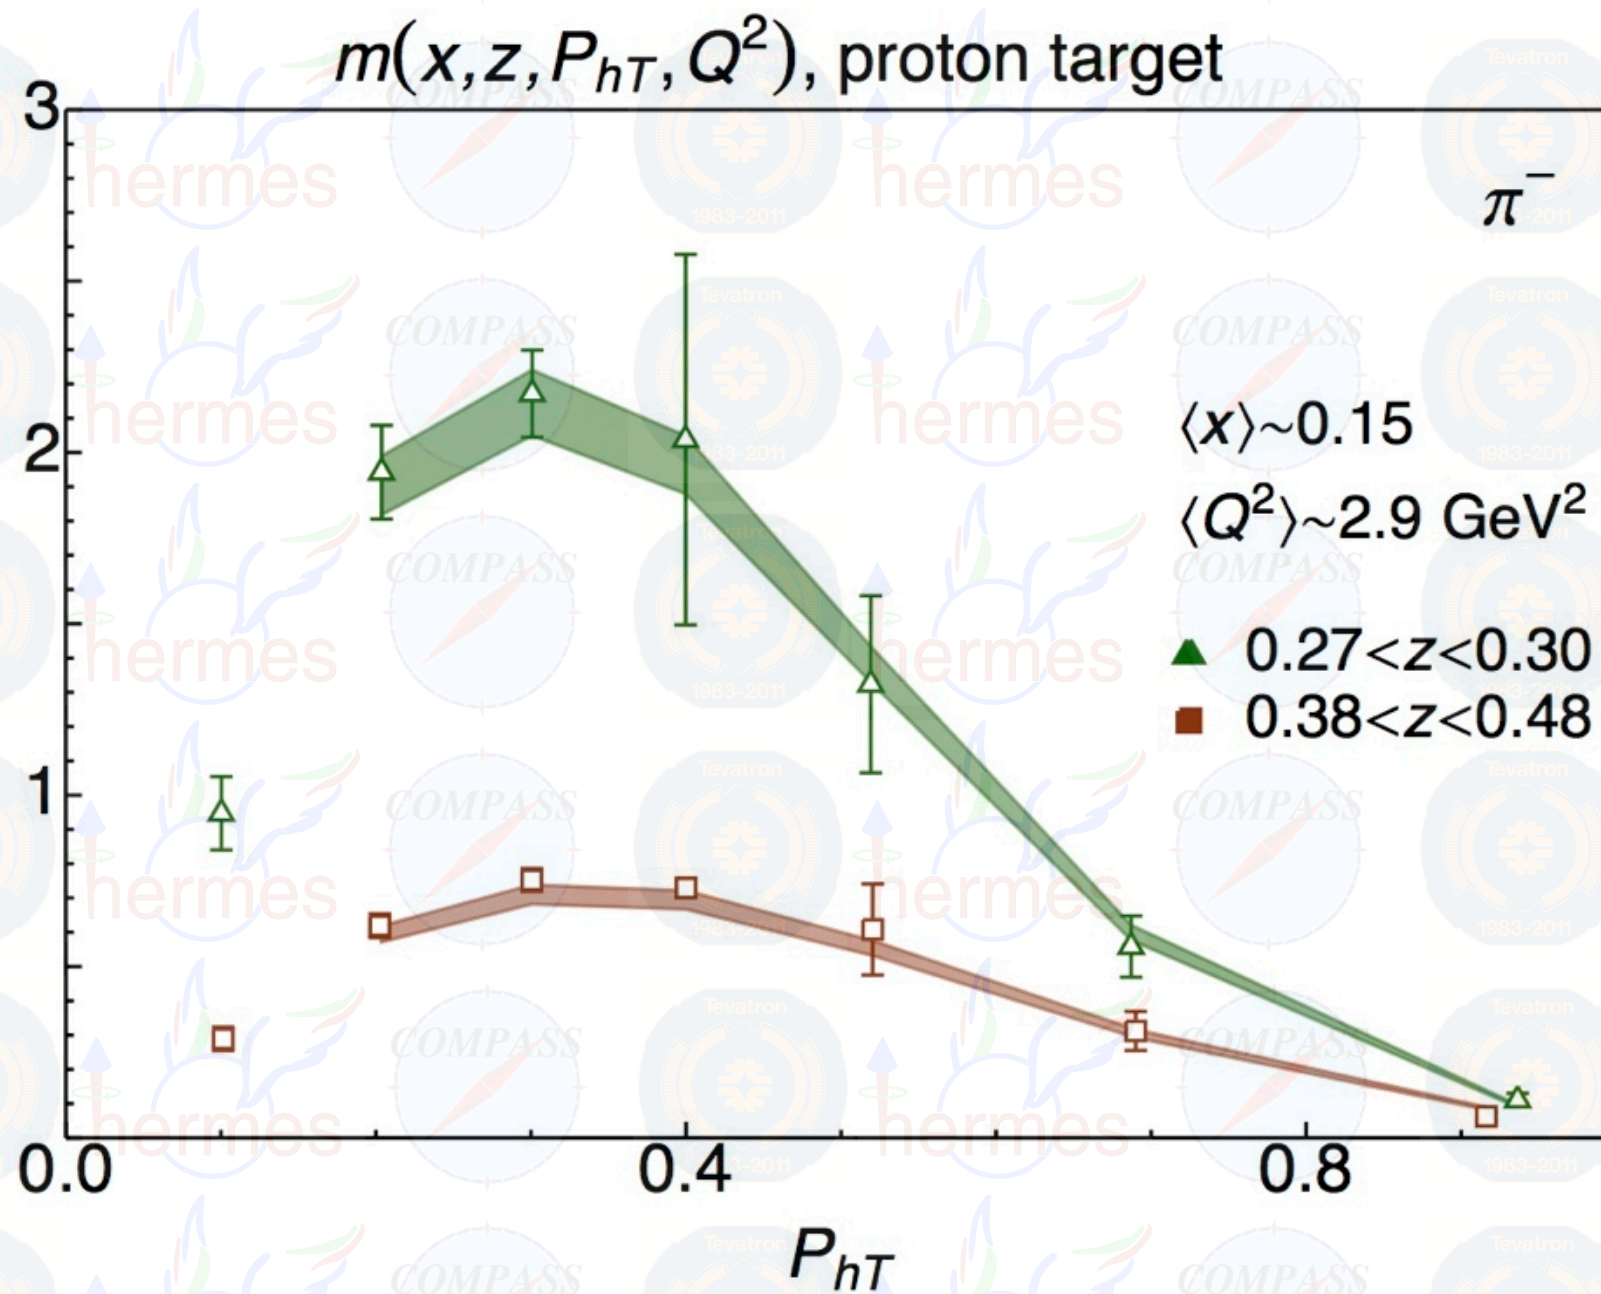 m(x,z,P_hT,Q²), proton target
3
π⁻
2
⟨x⟩~0.15
⟨Q²⟩~2.9 GeV²
0.27<z<0.30
0.38<z<0.48
1
0
0.0 0.4 0.8
P_hT
hermes
COMPASS
Tevatron
1983-2011